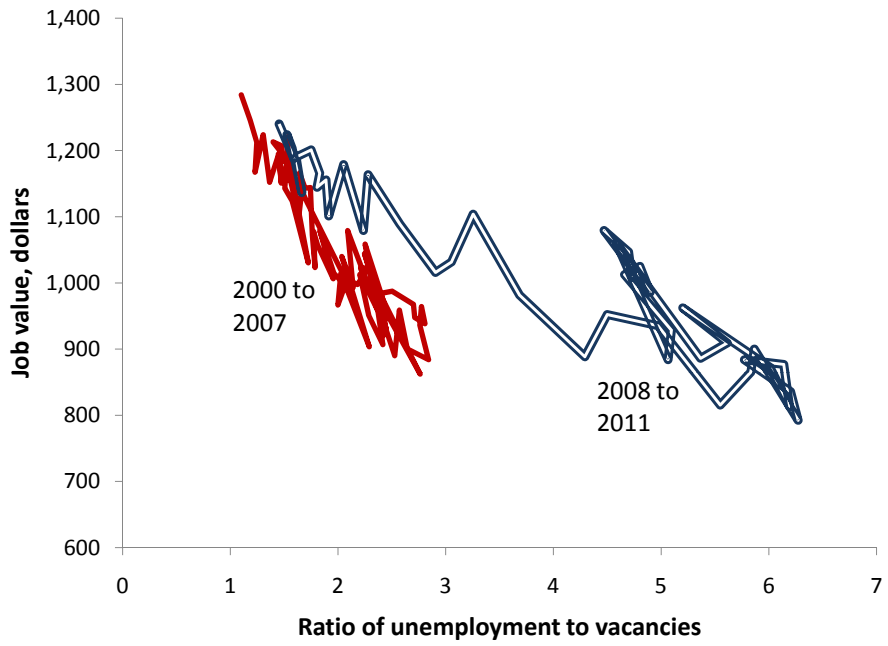 1,400
1,300
1,200
1,100
1,000
900
800
700
600
Job value, dollars
2000 to
2007
2008 to
2011
0 1 2 3 4 5 6 7
Ratio of unemployment to vacancies